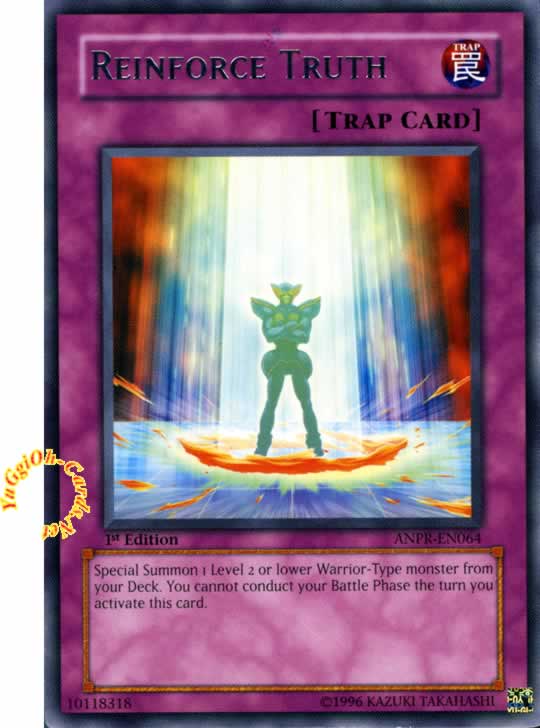 REINFORCE TRUTH
TRAP
罠
[TRAP CARD]
YuGgiOh-Cards.Net
1st Edition
ANPR-EN064
Special Summon 1 Level 2 or lower Warrior-Type monster from
your Deck. You cannot conduct your Battle Phase the turn you
activate this card.
10118318
©1996 KAZUKI TAKAHASHI